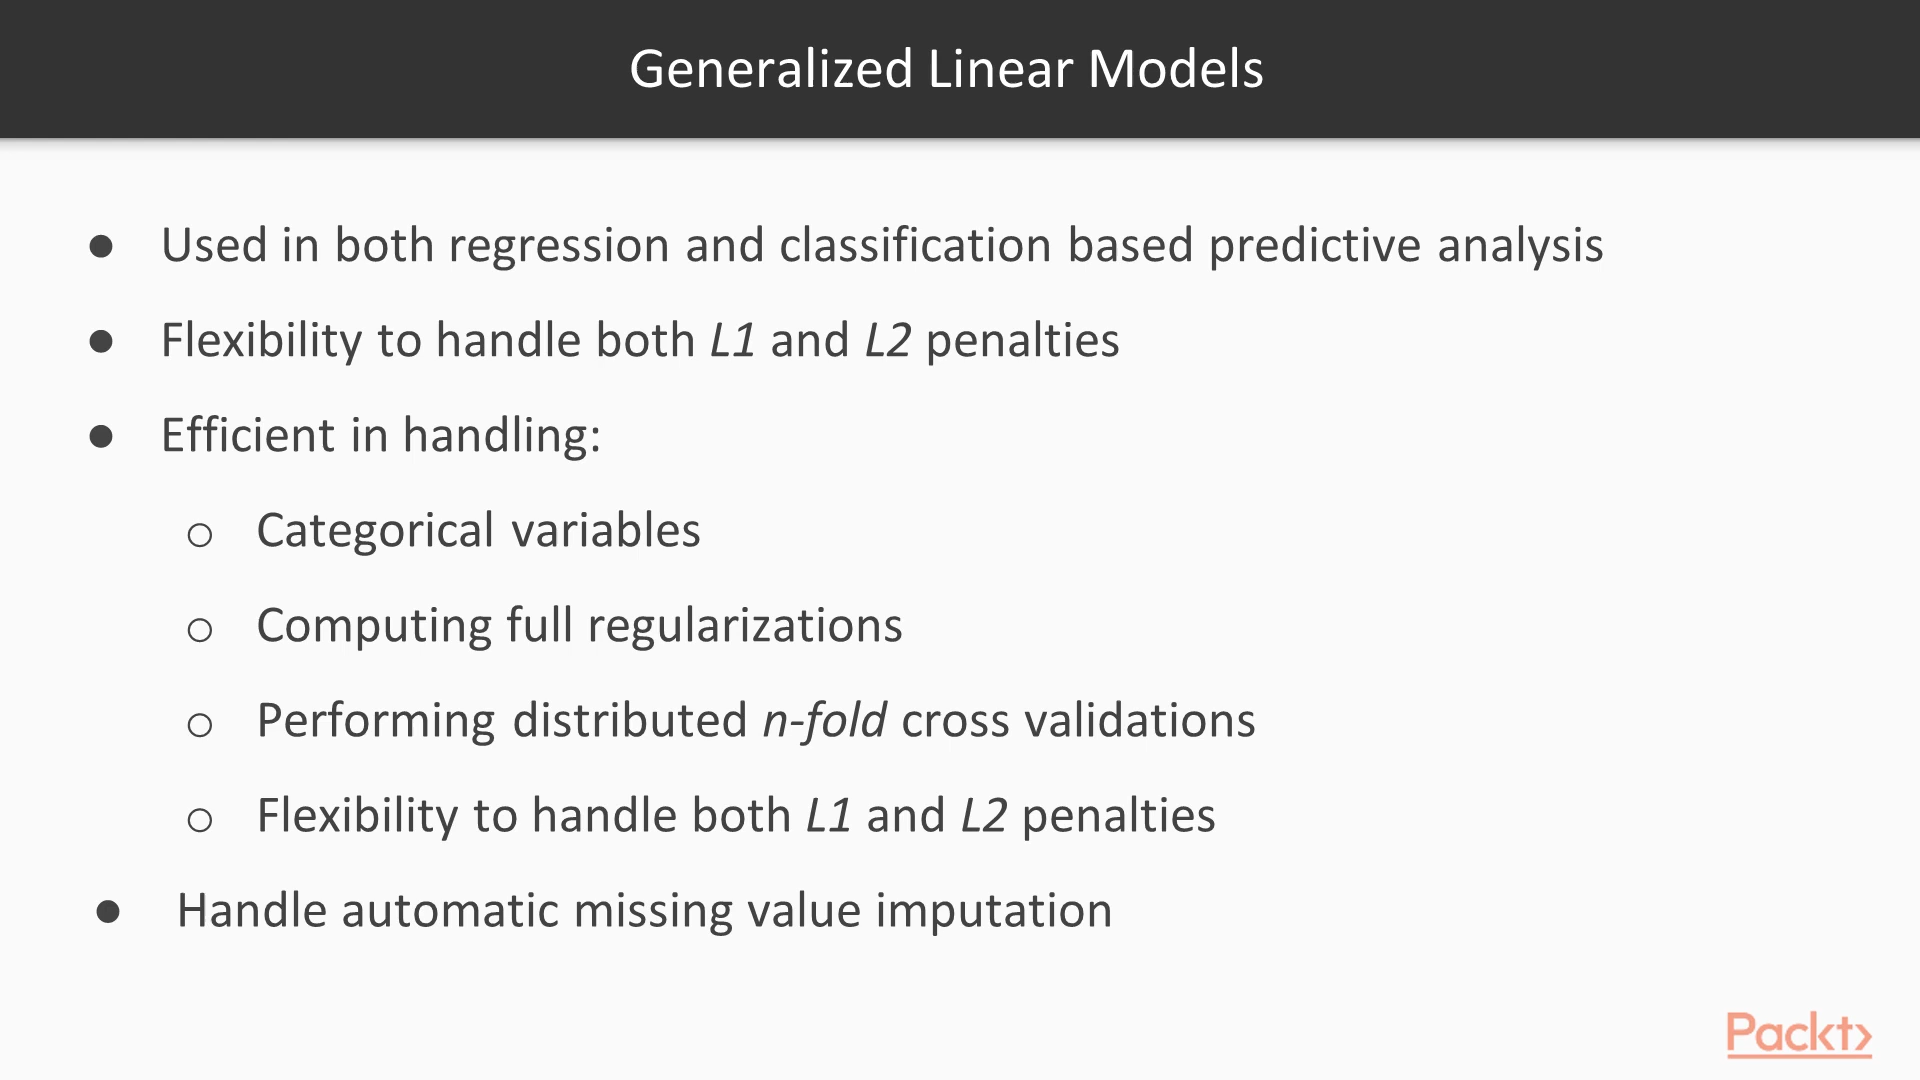 Generalized Linear Models
● Used in both regression and classification based predictive analysis
● Flexibility to handle both L1 and L2 penalties
● Efficient in handling:
○ Categorical variables
○ Computing full regularizations
○ Performing distributed n-fold cross validations
○ Flexibility to handle both L1 and L2 penalties
● Handle automatic missing value imputation
Packt>